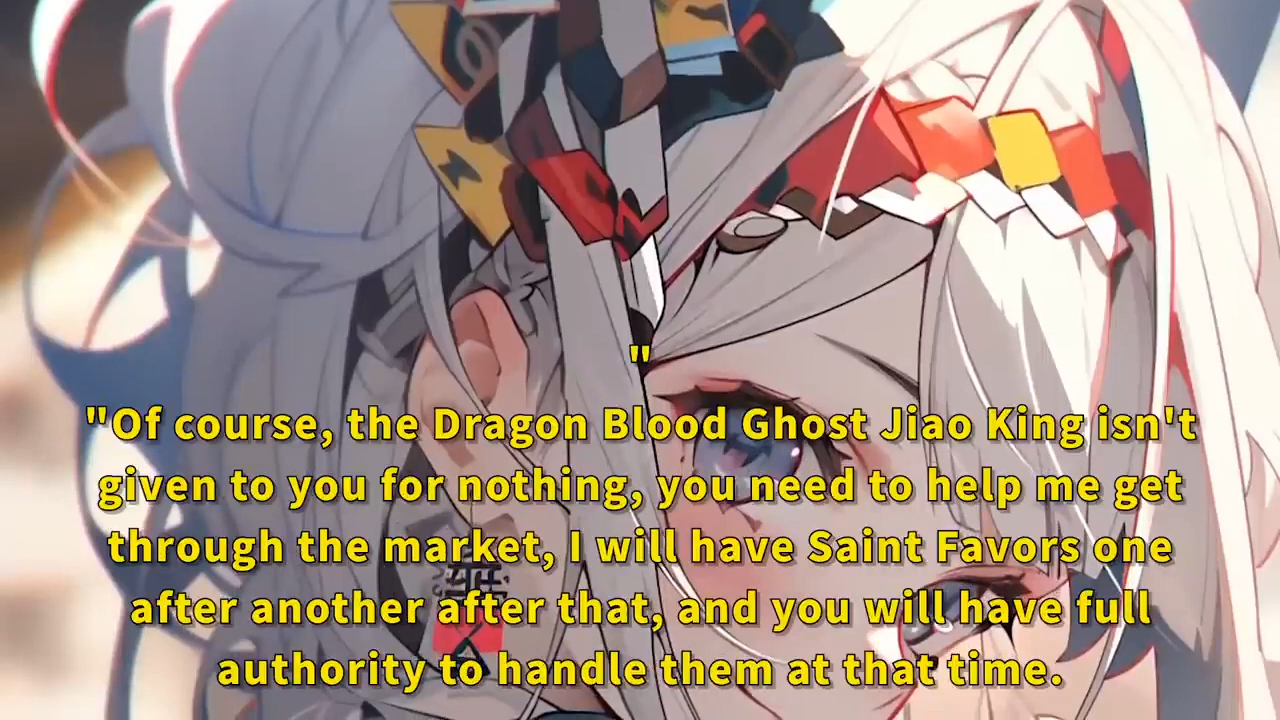 "
"Of course, the Dragon Blood Ghost Jiao King isn't
given to you for nothing, you need to help me get
through the market, I will have Saint Favors one
after another after that, and you will have full
authority to handle them at that time.